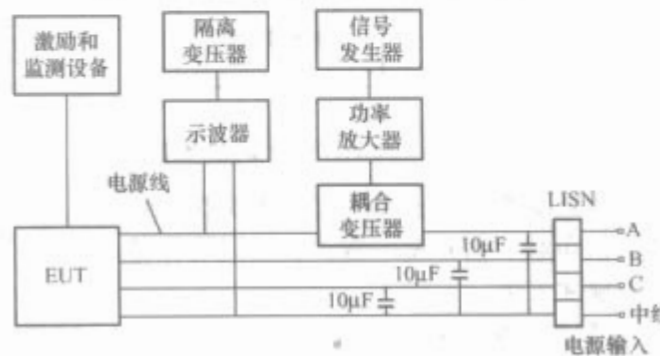 激励和
监测设备
隔离
变压器
信号
发生器
示波器
功率
放大器
电源线
耦合
变压器
LISN
EUT
10μF
10μF
10μF
A
B
C
中线
电源输入